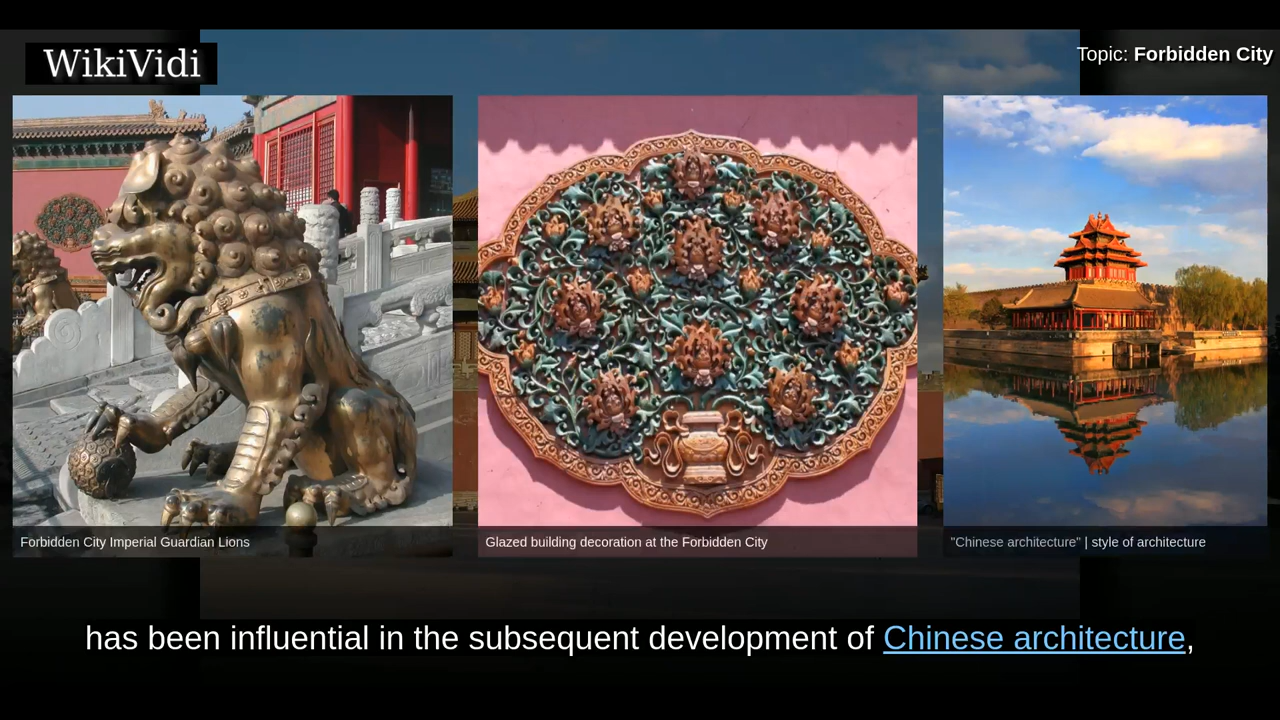 WikiVidi
Topic: Forbidden City
Forbidden City Imperial Guardian Lions
Glazed building decoration at the Forbidden City
"Chinese architecture" | style of architecture
has been influential in the subsequent development of Chinese architecture,